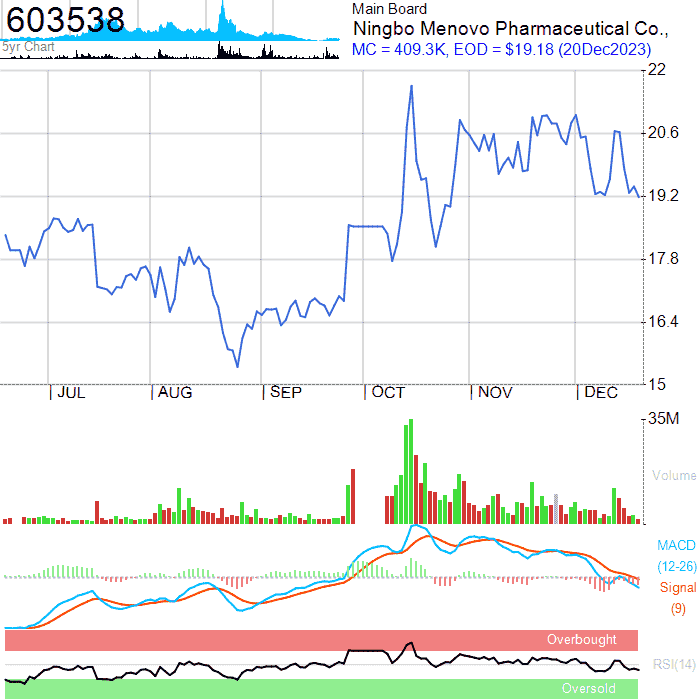 603538
5yr Chart
Main Board
Ningbo Menovo Pharmaceutical Co.,
MC = 409.3K, EOD = $19.18 (20Dec2023)
22
20.6
19.2
17.8
16.4
15
JUL
AUG
SEP
OCT
NOV
DEC
35M
Volume
MACD
(12-26)
Signal
(9)
Overbought
RSI(14)
Oversold